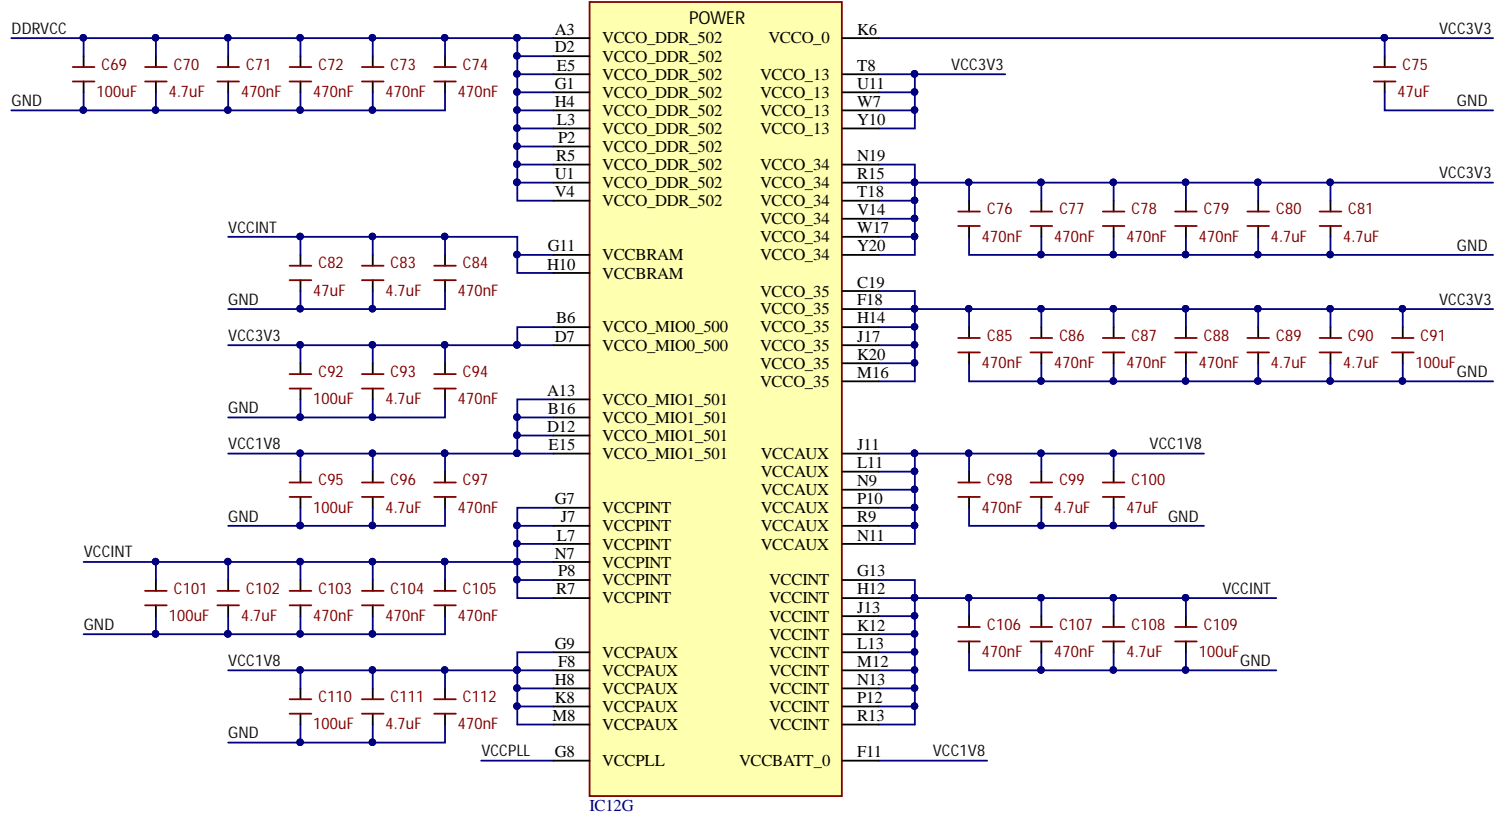 POWER
DDRVCC
C69 C70 C71 C72 C73 C74
100uF 4.7uF 470nF 470nF 470nF 470nF
GND
A3 VCCO_DDR_502
D2 VCCO_DDR_502
E5 VCCO_DDR_502
G1 VCCO_DDR_502
H4 VCCO_DDR_502
L3 VCCO_DDR_502
P2 VCCO_DDR_502
R5 VCCO_DDR_502
U1 VCCO_DDR_502
V4 VCCO_DDR_502
VCCINT
C82 C83 C84
47uF 4.7uF 470nF
GND
G11 VCCBRAM
H10 VCCBRAM
VCC3V3
C92 C93 C94
100uF 4.7uF 470nF
GND
B6 VCCO_MIO0_500
D7 VCCO_MIO0_500
VCC1V8
C95 C96 C97
100uF 4.7uF 470nF
GND
A13 VCCO_MIO1_501
B16 VCCO_MIO1_501
D12 VCCO_MIO1_501
E15 VCCO_MIO1_501
VCCINT
C101 C102 C103 C104 C105
100uF 4.7uF 470nF 470nF 470nF
GND
G7 VCCPINT
J7 VCCPINT
L7 VCCPINT
N7 VCCPINT
P8 VCCPINT
R7 VCCPINT
VCC1V8
C110 C111 C112
100uF 4.7uF 470nF
GND
G9 VCCPAUX
F8 VCCPAUX
H8 VCCPAUX
K8 VCCPAUX
M8 VCCPAUX
VCCPLL G8 VCCPLL
VCCO_0 K6 VCC3V3
C75
47uF
GND
VCCO_13 T8 VCC3V3
VCCO_13 U11
VCCO_13 W7
VCCO_13 Y10
VCCO_34 N19
VCCO_34 R15
VCCO_34 T18
VCCO_34 V14
VCCO_34 W17
VCCO_34 Y20
VCC3V3
C76 C77 C78 C79 C80 C81
470nF 470nF 470nF 470nF 4.7uF 4.7uF
GND
VCCO_35 C19
VCCO_35 F18
VCCO_35 H14
VCCO_35 J17
VCCO_35 K20
VCCO_35 M16
VCC3V3
C85 C86 C87 C88 C89 C90 C91
470nF 470nF 470nF 470nF 4.7uF 4.7uF 100uF
GND
VCCAUX J11
VCCAUX L11
VCCAUX N9
VCCAUX P10
VCCAUX R9
VCCAUX N11
VCC1V8
C98 C99 C100
470nF 4.7uF 47uF
GND
VCCINT G13
VCCINT H12
VCCINT J13
VCCINT K12
VCCINT L13
VCCINT M12
VCCINT N13
VCCINT P12
VCCINT R13
VCCINT
C106 C107 C108 C109
470nF 470nF 4.7uF 100uF
GND
VCCBATT_0 F11 VCC1V8
IC12G